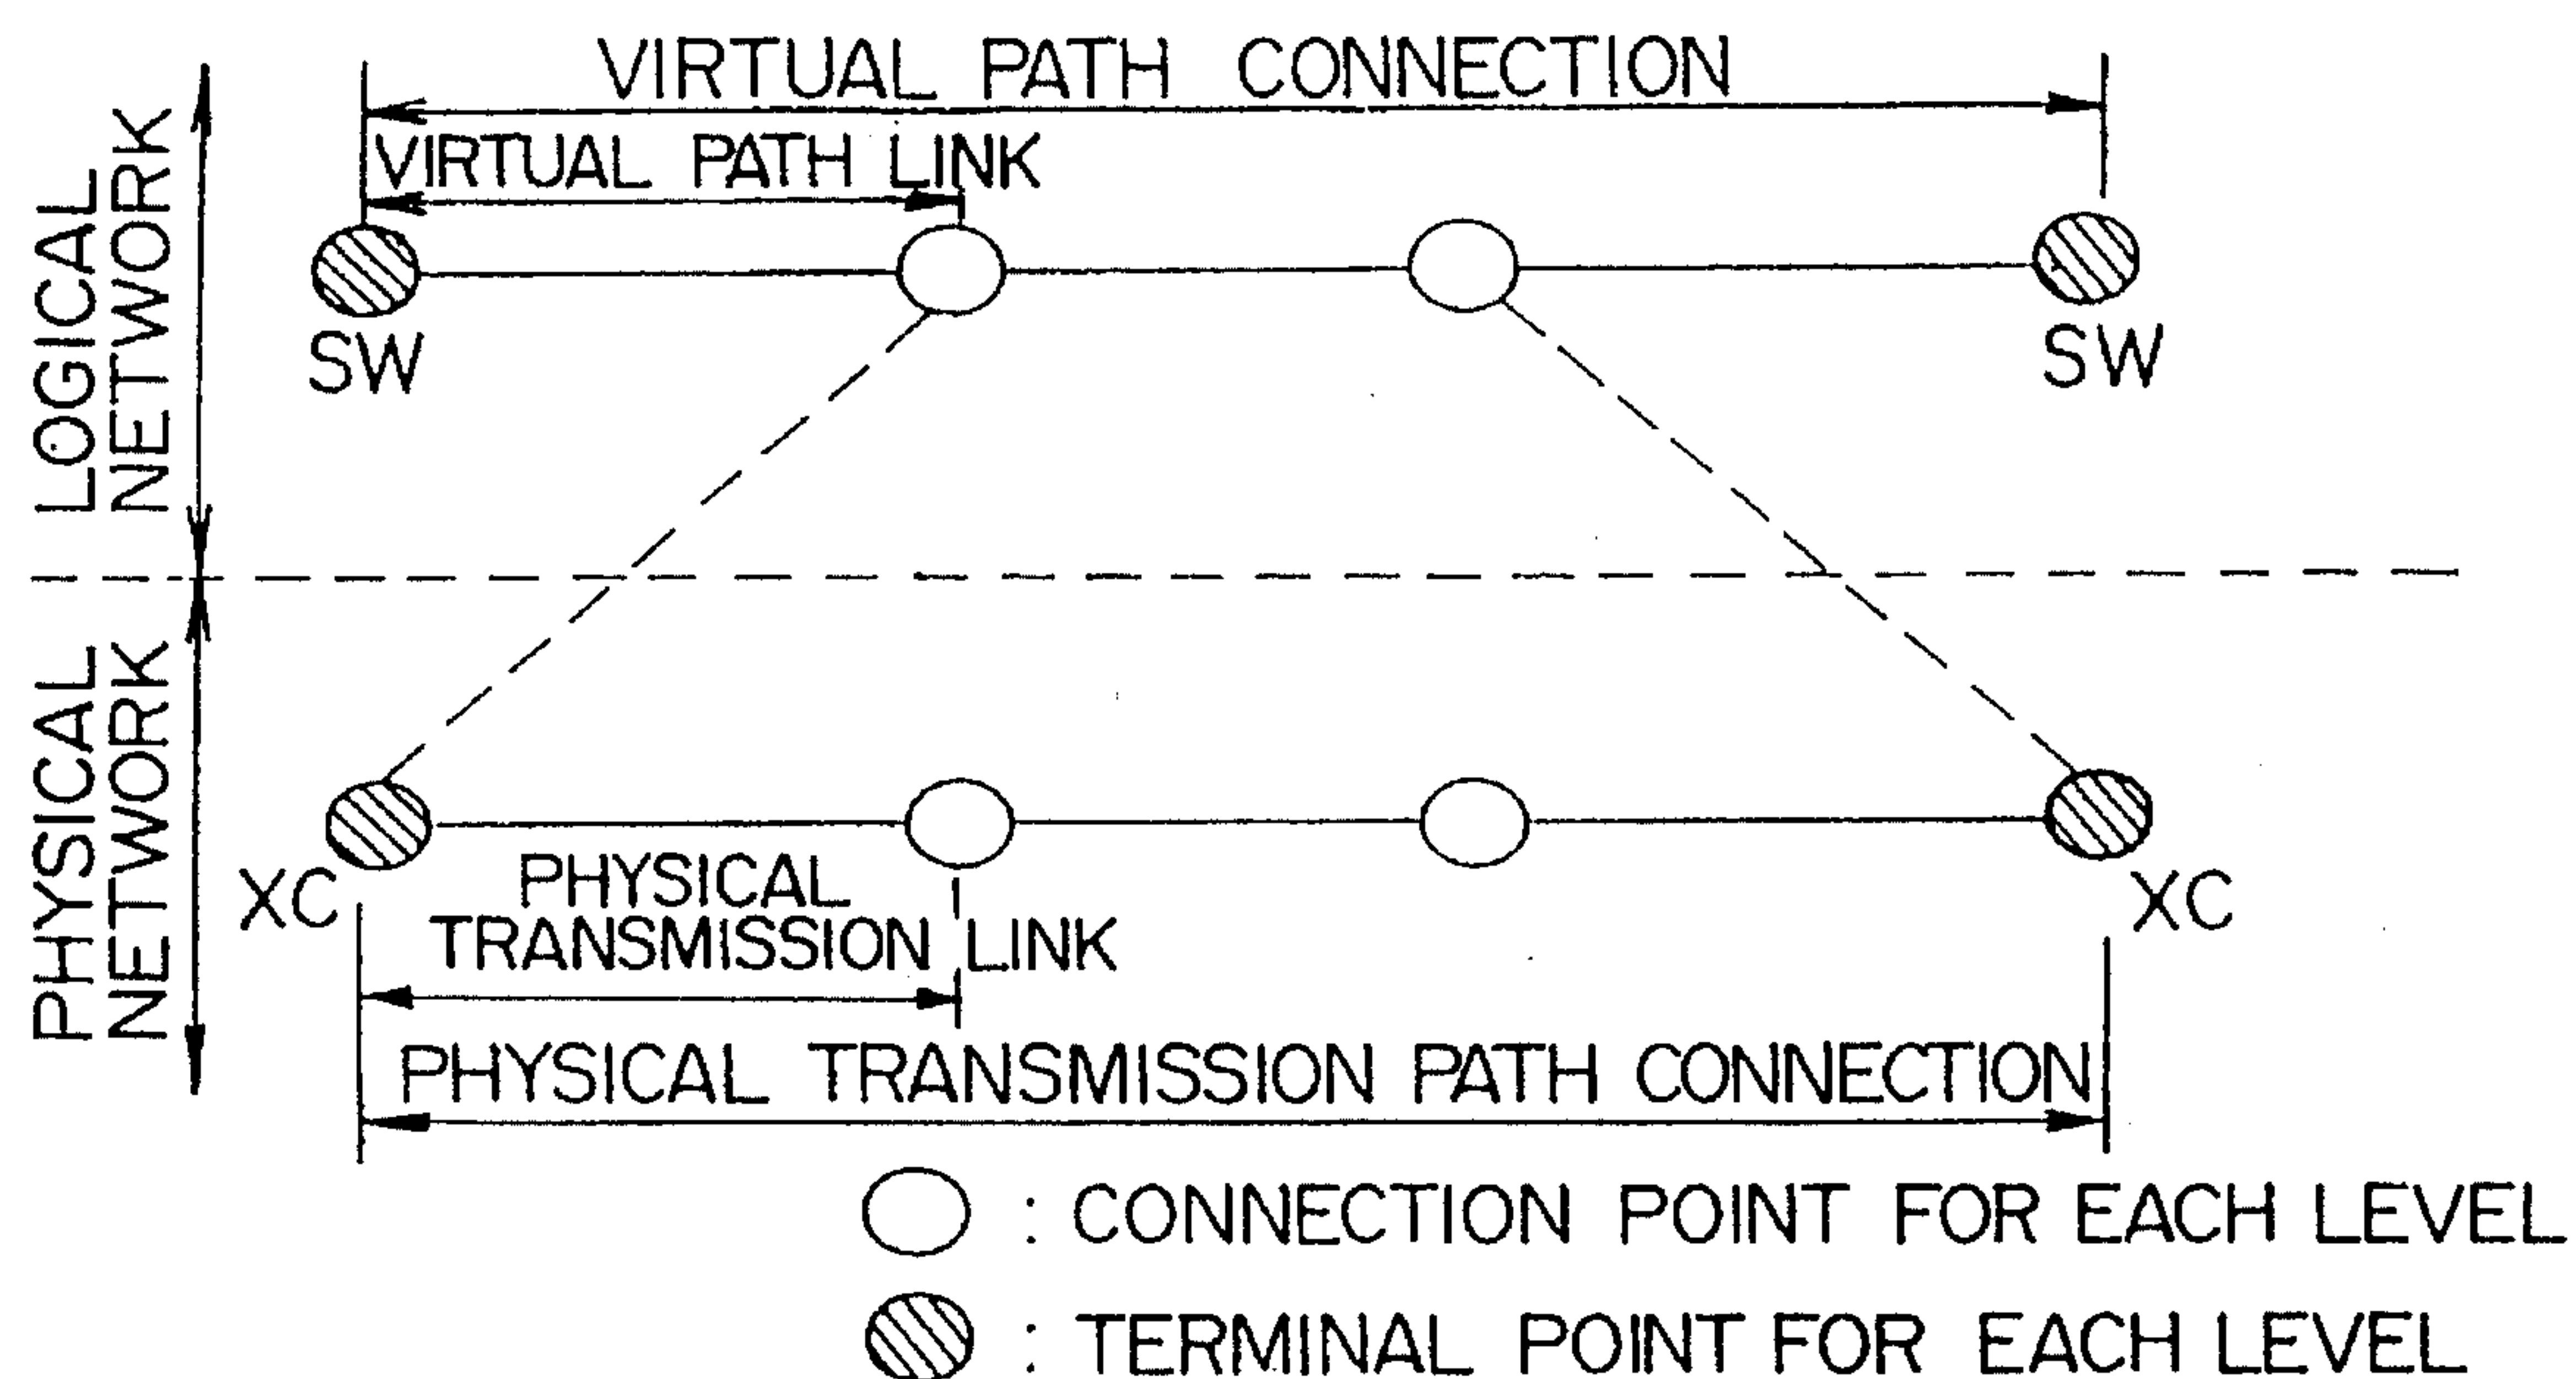 VIRTUAL PATH CONNECTION
VIRTUAL PATH LINK
LOGICAL
NETWORK
SW
SW
PHYSICAL
NETWORK
XC
XC
PHYSICAL
TRANSMISSION LINK
PHYSICAL TRANSMISSION PATH CONNECTION
: CONNECTION POINT FOR EACH LEVEL
: TERMINAL POINT FOR EACH LEVEL